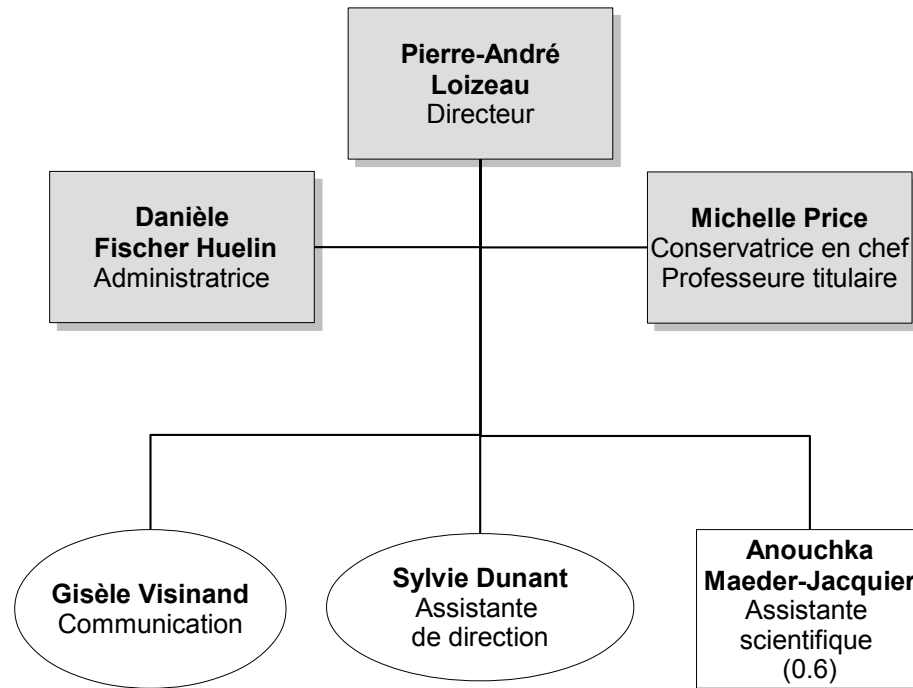 Pierre-André
Loizeau
Directeur
Danièle
Fischer Huelin
Administratrice
Michelle Price
Conservatrice en chef
Professeure titulaire
Gisèle Visinand
Communication
Sylvie Dunant
Assistante
de direction
Anouchka
Maeder-Jacquier
Assistante
scientifique
(0.6)